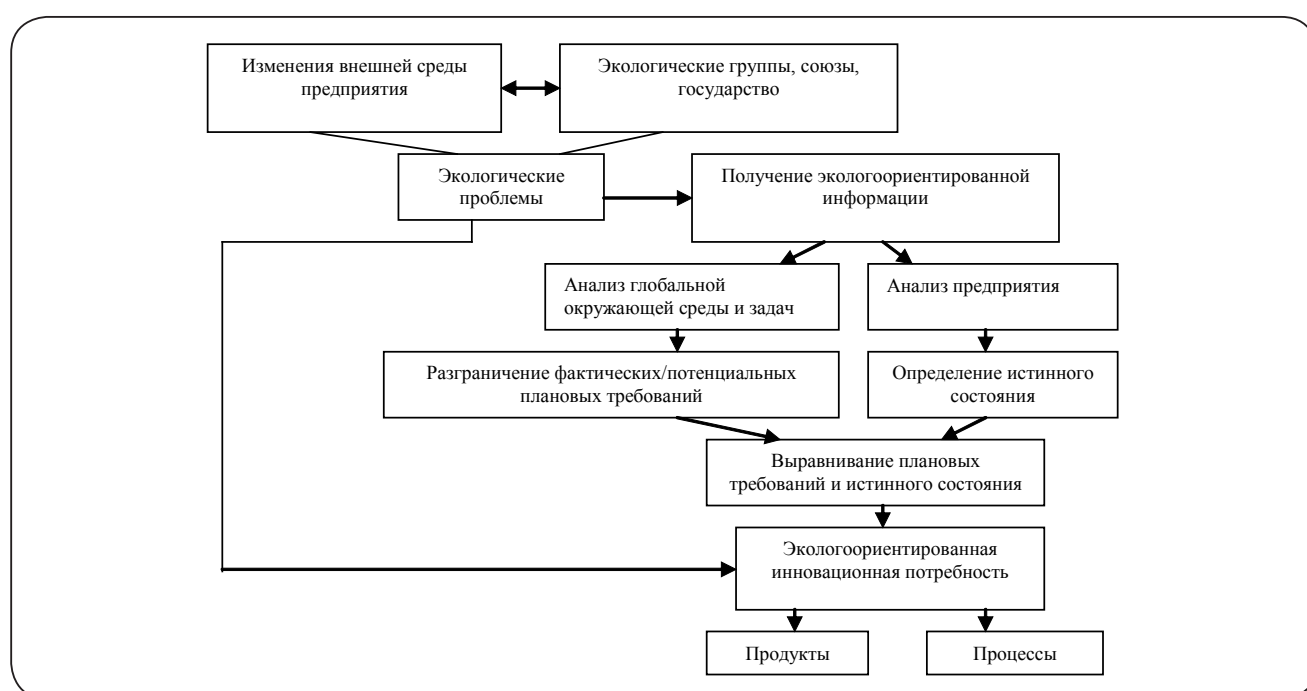 Изменения внешней среды
предприятия
Экологические группы, союзы,
государство
Экологические
проблемы
Получение экологоориентированной
информации
Анализ глобальной
окружающей среды и задач
Анализ предприятия
Разграничение фактических/потенциальных
плановых требований
Определение истинного
состояния
Выравнивание плановых
требований и истинного состояния
Экологоориентированная
инновационная потребность
Продукты
Процессы